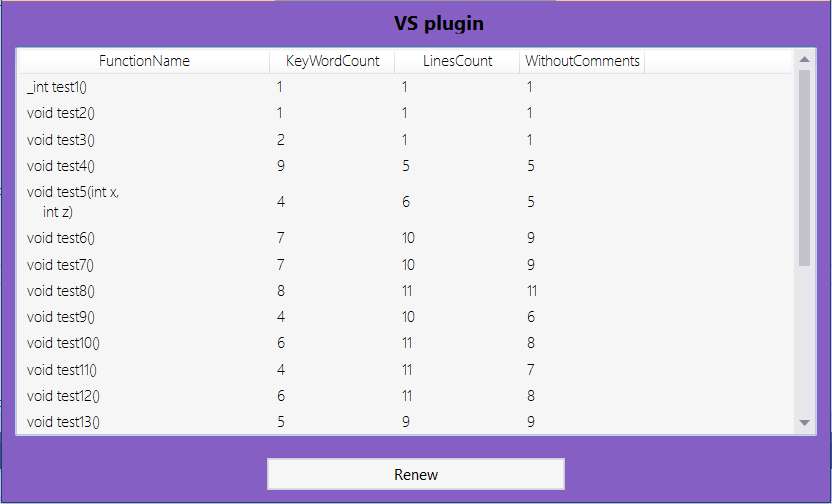 VS plugin
FunctionName KeyWordCount LinesCount WithoutComments
_int test1() 1 1 1
void test2() 1 1 1
void test3() 2 1 1
void test4() 9 5 5
void test5(int x,
int z) 4 6 5
void test6() 7 10 9
void test7() 7 10 9
void test8() 8 11 11
void test9() 4 10 6
void test10() 6 11 8
void test11() 4 11 7
void test12() 6 11 8
void test13() 5 9 9
Renew